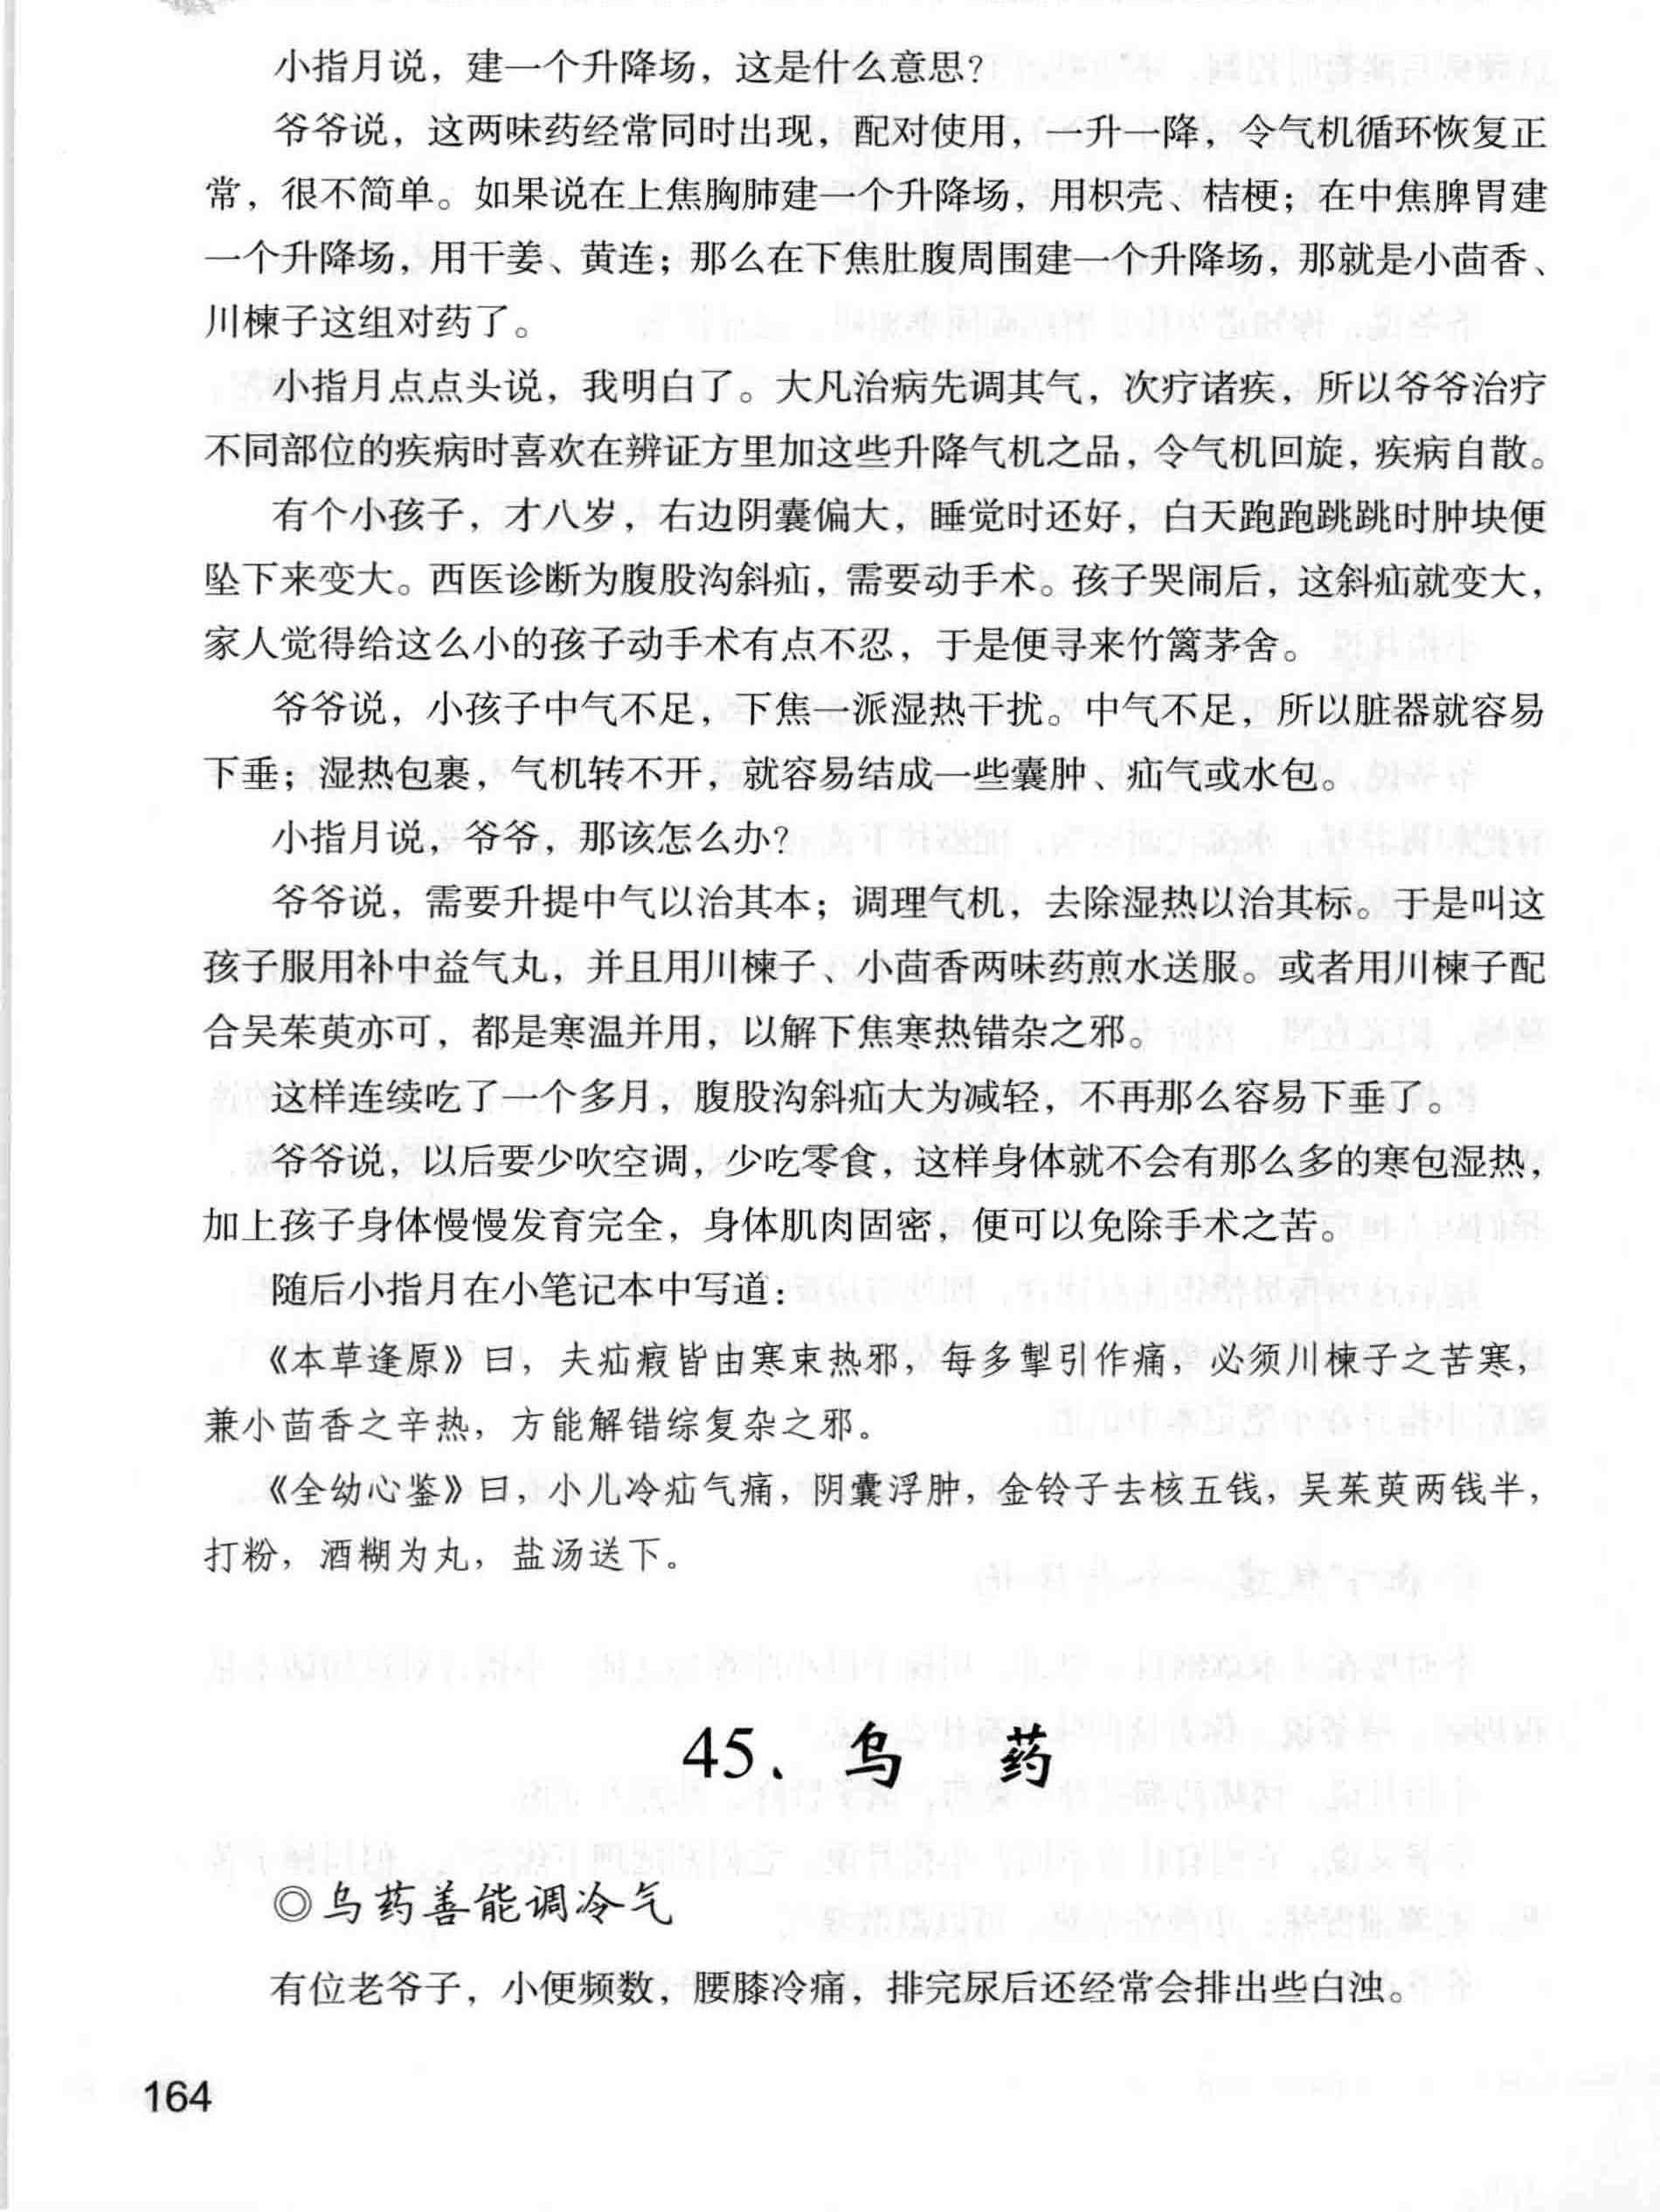 小指月说，建一个升降场，这是什么意思？
爷爷说，这两味药经常同时出现，配对使用，一升一降，令气机循环恢复正
常，很不简单。如果说在上焦胸肺建一个升降场，用枳壳、桔梗；在中焦脾胃建
一个升降场，用干姜、黄连；那么在下焦肚腹周围建一个升降场，那就是小茴香、
川楝子这组对药了。
小指月点点头说，我明白了。大凡治病先调其气，次疗诸疾，所以爷爷治疗
不同部位的疾病时喜欢在辨证方里加这些升降气机之品，令气机回旋，疾病自散。
有个小孩子，才八岁，右边阴囊偏大，睡觉时还好，白天跑跑跳跳时肿块便
坠下来变大。西医诊断为腹股沟斜疝，需要动手术。孩子哭闹后，这斜疝就变大，
家人觉得给这么小的孩子动手术有点不忍，于是便寻来竹篱茅舍。
爷爷说，小孩子中气不足，下焦一派湿热干扰。中气不足，所以脏器就容易
下垂；湿热包裹，气机转不开，就容易结成一些囊肿、疝气或水包。
小指月说，爷爷，那该怎么办？
爷爷说，需要升提中气以治其本；调理气机，去除湿热以治其标。于是叫这
孩子服用补中益气丸，并且用川楝子、小茴香两味药煎水送服。或者用川楝子配
合吴茱萸亦可，都是寒温并用，以解下焦寒热错杂之邪。
这样连续吃了一个多月，腹股沟斜疝大为减轻，不再那么容易下垂了。
爷爷说，以后要少吹空调，少吃零食，这样身体就不会有那么多的寒包湿热，
加上孩子身体慢慢发育完全，身体肌肉固密，便可以免除手术之苦。
随后小指月在小笔记本中写道：
《本草逢原》曰，夫疝瘕皆由寒束热邪，每多掣引作痛，必须川楝子之苦寒，
兼小茴香之辛热，方能解错综复杂之邪。
《全幼心鉴》曰，小儿冷疝气痛，阴囊浮肿，金铃子去核五钱，吴茱萸两钱半，
打粉，酒糊为丸，盐汤送下。
45、乌 药
◎乌药善能调冷气
有位老爷子，小便频数，腰膝冷痛，排完尿后还经常会排出些白浊。
164